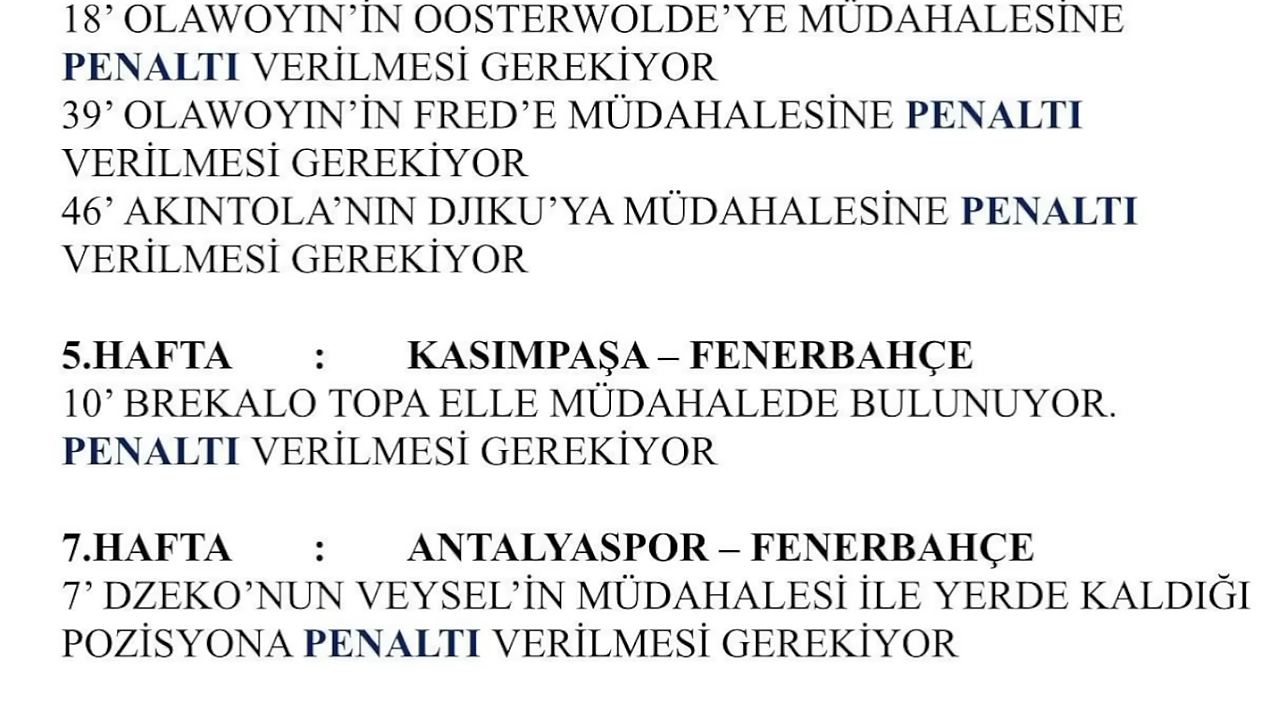 18’ OLAWOYIN’İN OOSTERWOLDE’YE MÜDAHALESİNE
PENALTI VERİLMESİ GEREKİYOR
39’ OLAWOYIN’İN FRED’E MÜDAHALESİNE PENALTI
VERİLMESİ GEREKİYOR
46’ AKINTOLA’NIN DJIKU’YA MÜDAHALESİNE PENALTI
VERİLMESİ GEREKİYOR
5.HAFTA : KASIMPAŞA – FENERBAHÇE
10’ BREKALO TOPA ELLE MÜDAHALEDE BULUNUYOR.
PENALTI VERİLMESİ GEREKİYOR
7.HAFTA : ANTALYASPOR – FENERBAHÇE
7’ DZEKO’NUN VEYSEL’İN MÜDAHALESİ İLE YERDE KALDIĞI
POZİSYONA PENALTI VERİLMESİ GEREKİYOR